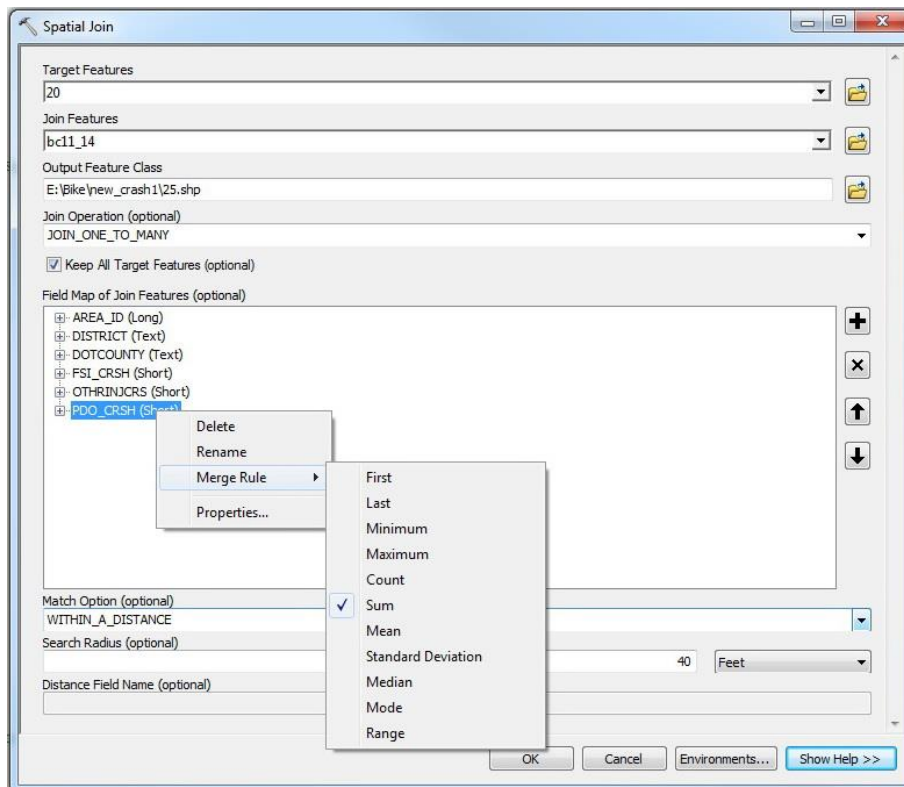 Spatial Join
Target Features
20
Join Features
bc11_14
Output Feature Class
E:\Bike\new_crash1\25.shp
Join Operation (optional)
JOIN_ONE_TO_MANY
Keep All Target Features (optional)
Field Map of Join Features (optional)
AREA_ID (Long)
DISTRICT (Text)
DOTCOUNTY (Text)
FSI_CRSH (Short)
OTHRINJCRS (Short)
PDO_CRSH (Short)
Delete
Rename
Merge Rule
Properties...
First
Last
Minimum
Maximum
Count
Sum
Mean
Standard Deviation
Median
Mode
Range
Match Option (optional)
WITHIN_A_DISTANCE
Search Radius (optional)
40 Feet
Distance Field Name (optional)
OK Cancel Environments... Show Help >>